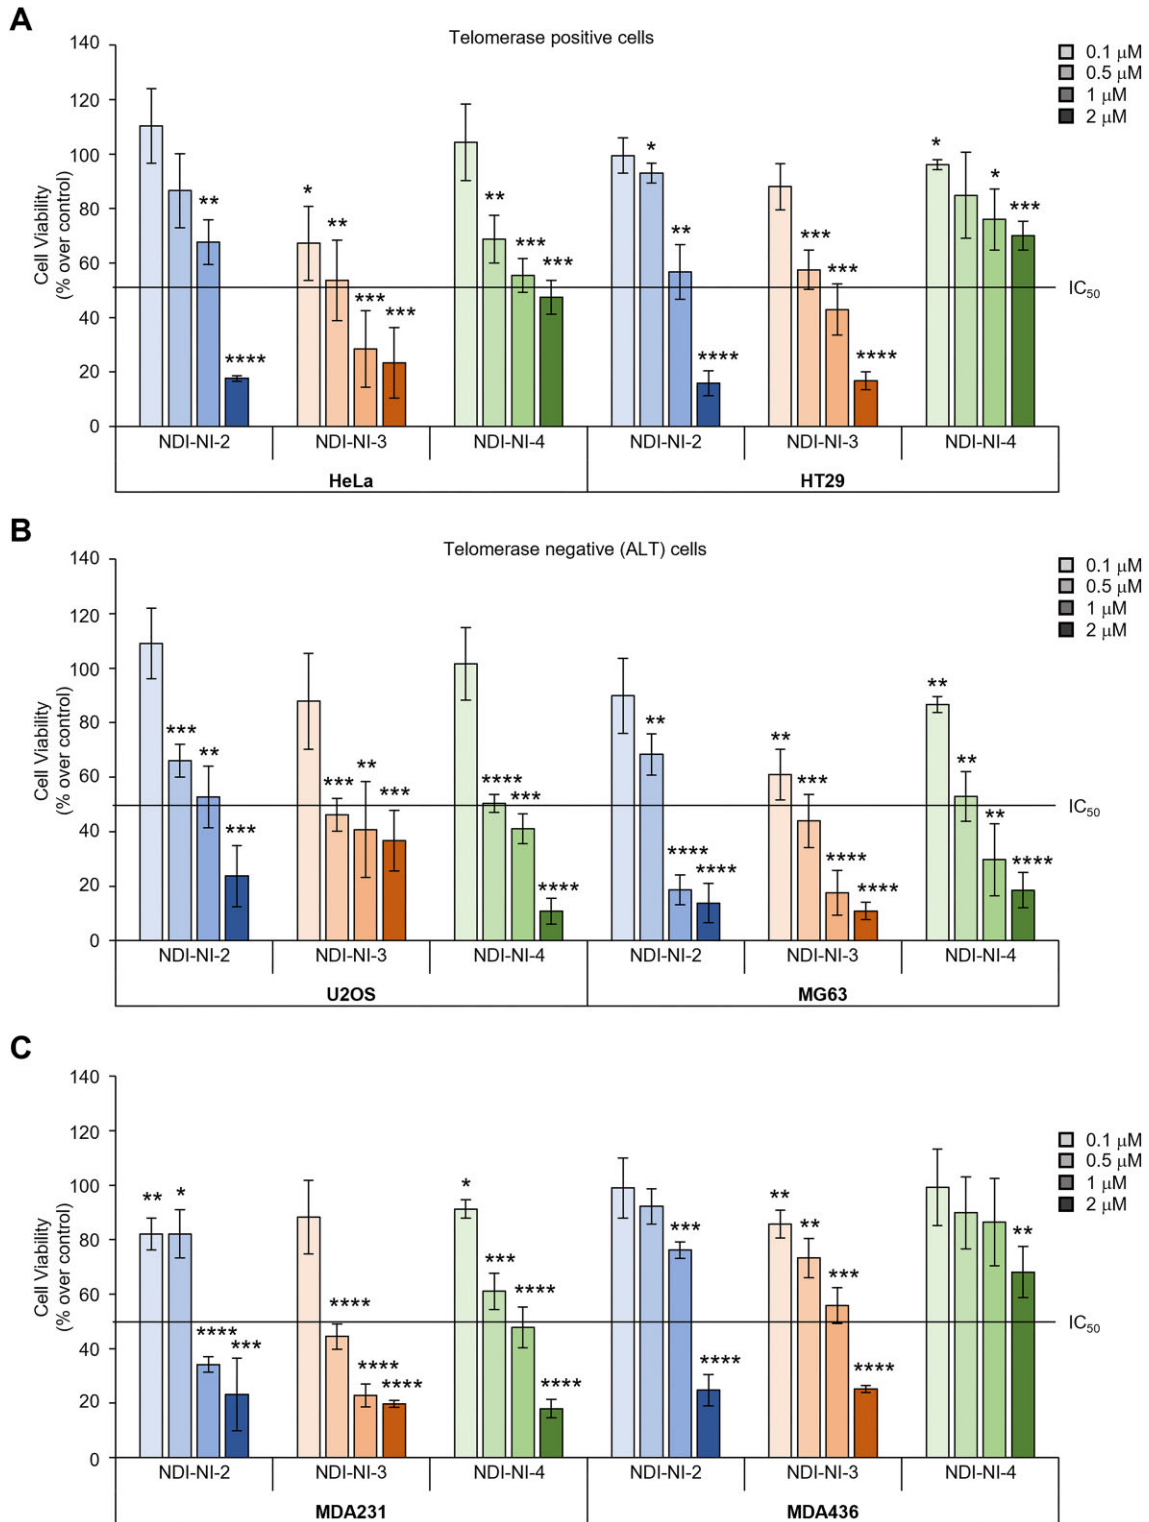 A
Telomerase positive cells
Cell Viability
(% over control)
140
120
100
80
60
40
20
0
0.1 μM
0.5 μM
1 μM
2 μM
**
****
*
**
***
***
**
***
***
*
**
****
***
***
****
*
*
***
IC50
NDI-NI-2 NDI-NI-3 NDI-NI-4 NDI-NI-2 NDI-NI-3 NDI-NI-4
HeLa HT29
B
Telomerase negative (ALT) cells
Cell Viability
(% over control)
140
120
100
80
60
40
20
0
0.1 μM
0.5 μM
1 μM
2 μM
***
**
***
***
**
***
****
***
****
**
****
****
**
***
****
****
**
**
**
****
IC50
NDI-NI-2 NDI-NI-3 NDI-NI-4 NDI-NI-2 NDI-NI-3 NDI-NI-4
U2OS MG63
C
Cell Viability
(% over control)
140
120
100
80
60
40
20
0
0.1 μM
0.5 μM
1 μM
2 μM
**
*
****
***
****
****
****
*
***
****
****
***
****
**
**
***
****
**
IC50
NDI-NI-2 NDI-NI-3 NDI-NI-4 NDI-NI-2 NDI-NI-3 NDI-NI-4
MDA231 MDA436